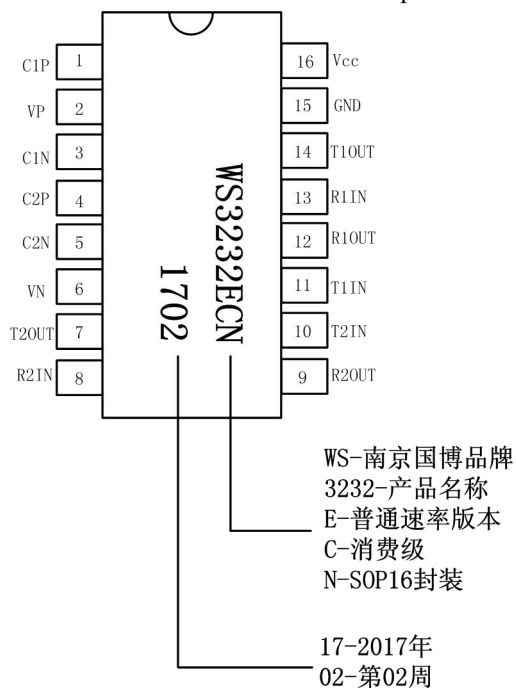 C1P 1 16 Vcc
VP 2 15 GND
C1N 3 14 T1OUT
C2P 4 13 R1IN
C2N 5 12 R1OUT
VN 6 11 T1IN
T2OUT 7 10 T2IN
R2IN 8 9 R2OUT
WS3232ECN
1702
WS-南京国博品牌
3232-产品名称
E-普通速率版本
C-消费级
N-SOP16封装
17-2017年
02-第02周